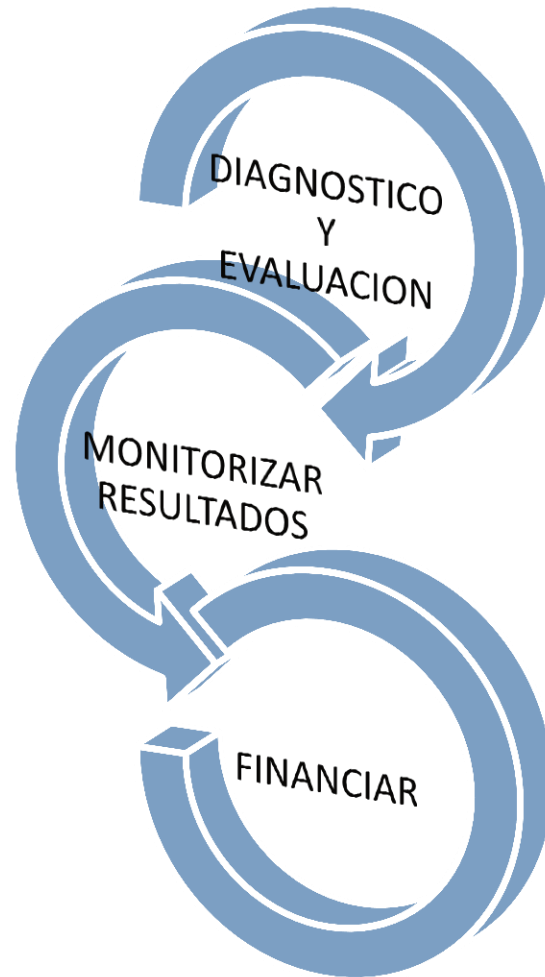 DIAGNOSTICO
Y
EVALUACION
MONITORIZAR
RESULTADOS
FINANCIAR